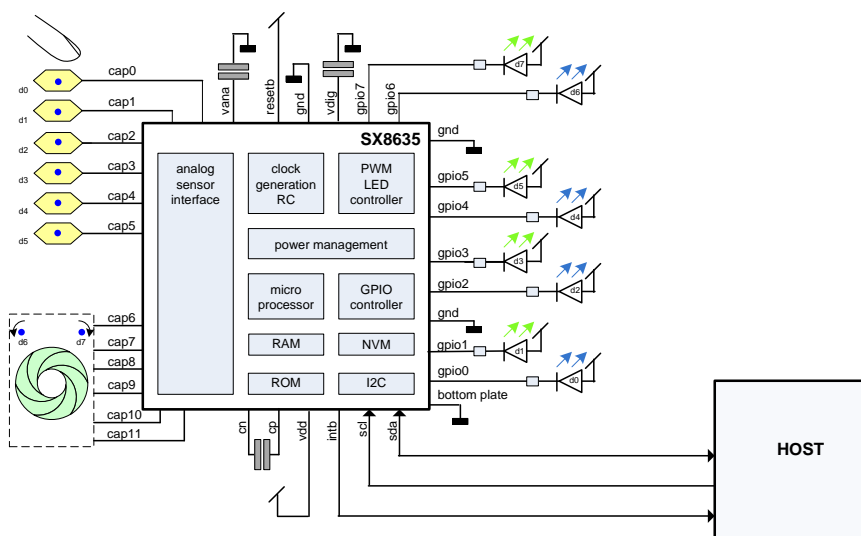 vana
resetb
gnd
vdig
gpio7
gpio6
d7
d6
d0
cap0
d1
cap1
d2
cap2
d3
cap3
d4
cap4
d5
cap5
SX8635
analog
sensor
interface
clock
generation
RC
PWM
LED
controller
power management
micro
processor
GPIO
controller
RAM
NVM
ROM
I2C
gnd
gpio5
d5
gpio4
d4
gpio3
d3
gpio2
d2
gnd
gpio1
d1
gpio0
d0
bottom plate
cap6
d6
d7
cap7
cap8
cap9
cap10
cap11
cn
cp
vdd
intb
scl
sda
HOST